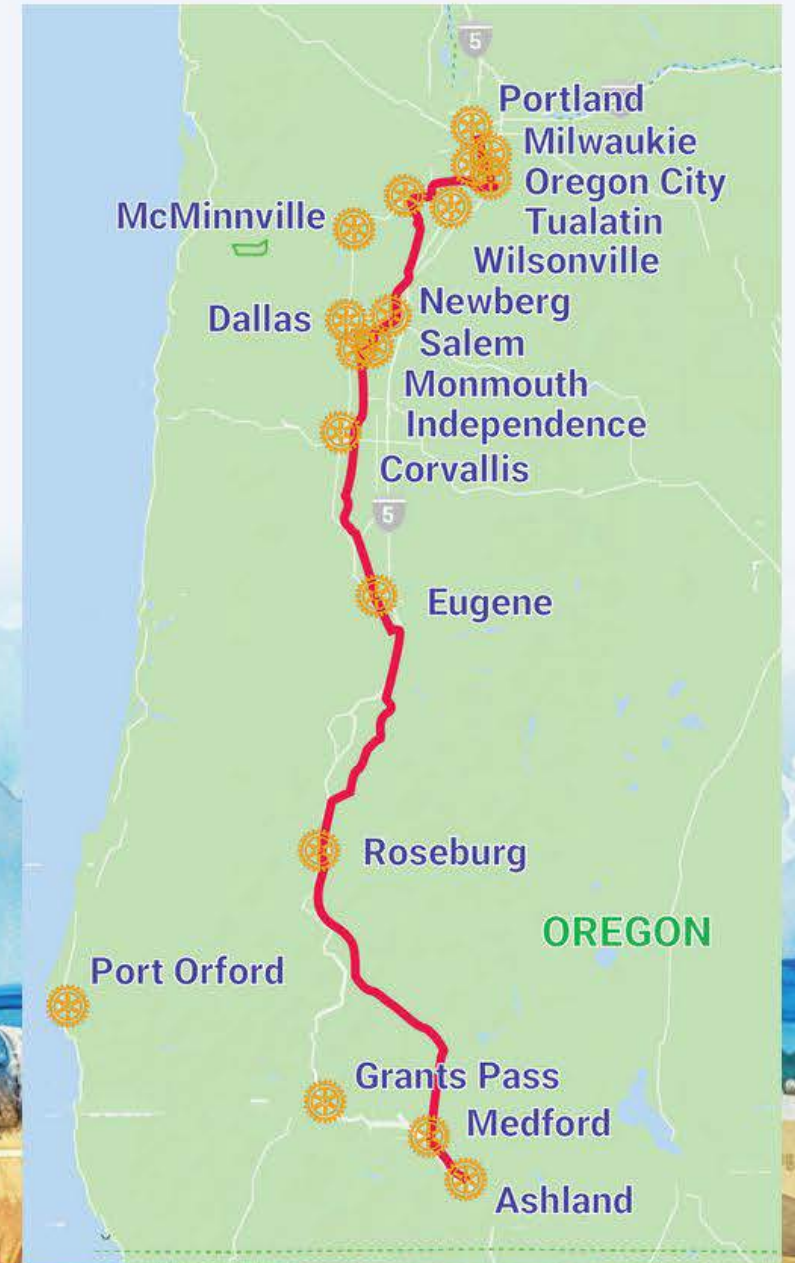 5
Portland
Milwaukie
Oregon City
McMinnville
Tualatin
Wilsonville
Newberg
Dallas
Salem
Monmouth
Independence
Corvallis
5
Eugene
Roseburg
OREGON
Port Orford
Grants Pass
Medford
Ashland